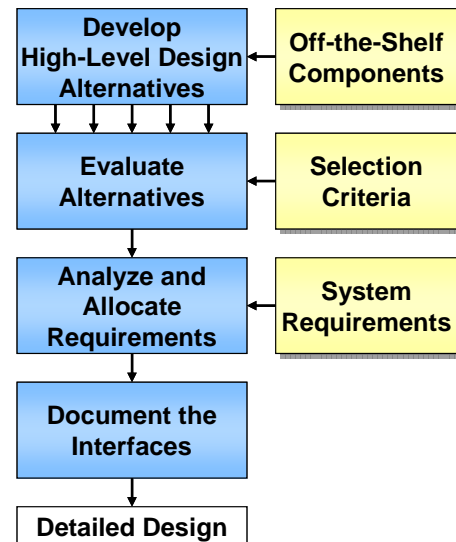 Develop
High-Level Design
Alternatives
Off-the-Shelf
Components
Evaluate
Alternatives
Selection
Criteria
Analyze and
Allocate
Requirements
System
Requirements
Document the
Interfaces
Detailed Design